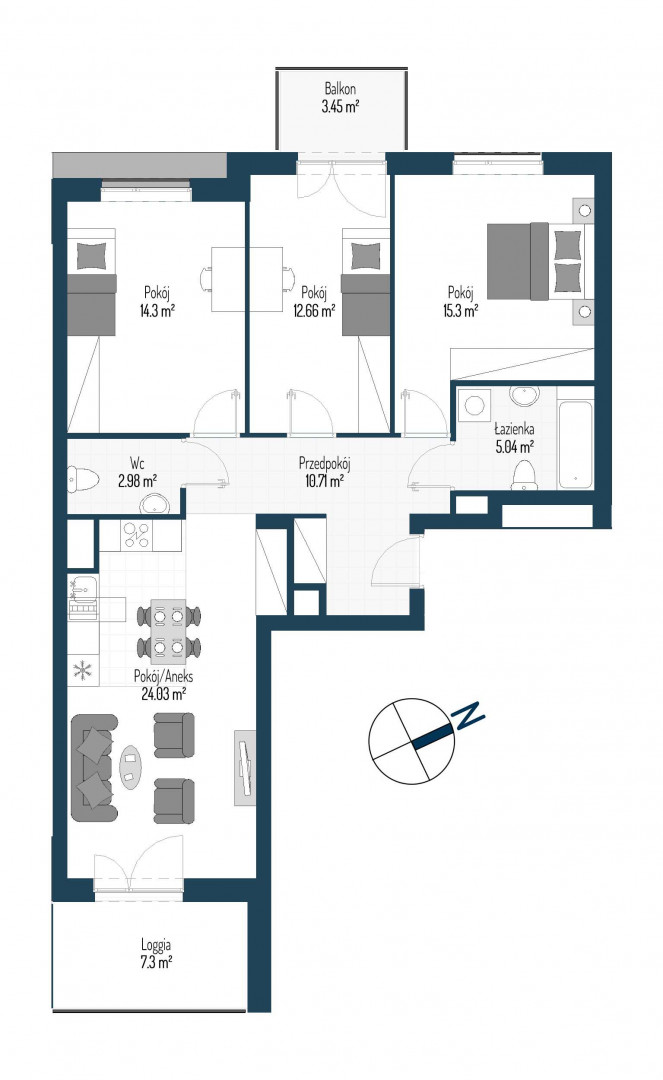 Balkon
3.45 m²
Pokój
14.3 m²
Pokój
12.66 m²
Pokój
15.3 m²
Łazienka
5.04 m²
Wc
2.98 m²
Przedpokój
10.71 m²
Pokój/Aneks
24.03 m²
N
Loggia
7.3 m²